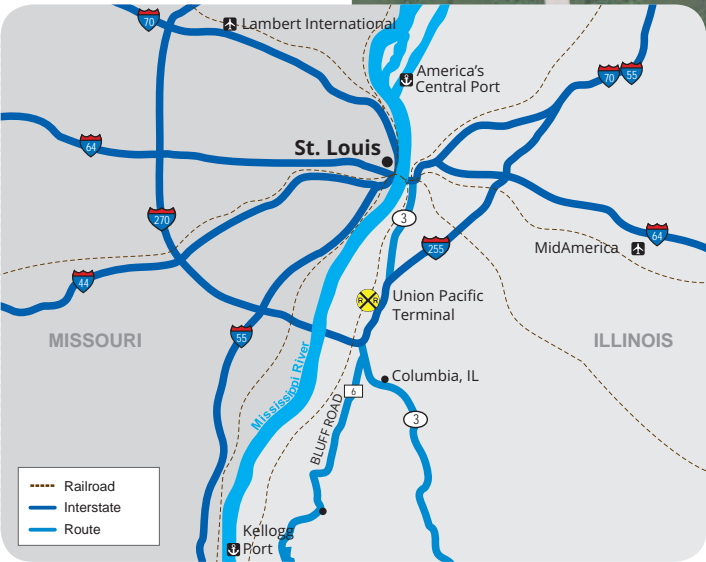 70
Lambert International
America's
Central Port
70
55
St. Louis
64
3
270
255
MidAmerica
64
44
Union Pacific
Terminal
R R
MISSOURI
55
ILLINOIS
Mississippi River
Columbia, IL
6
BLUFF ROAD
3
Railroad
Interstate
Route
Kellogg
Port